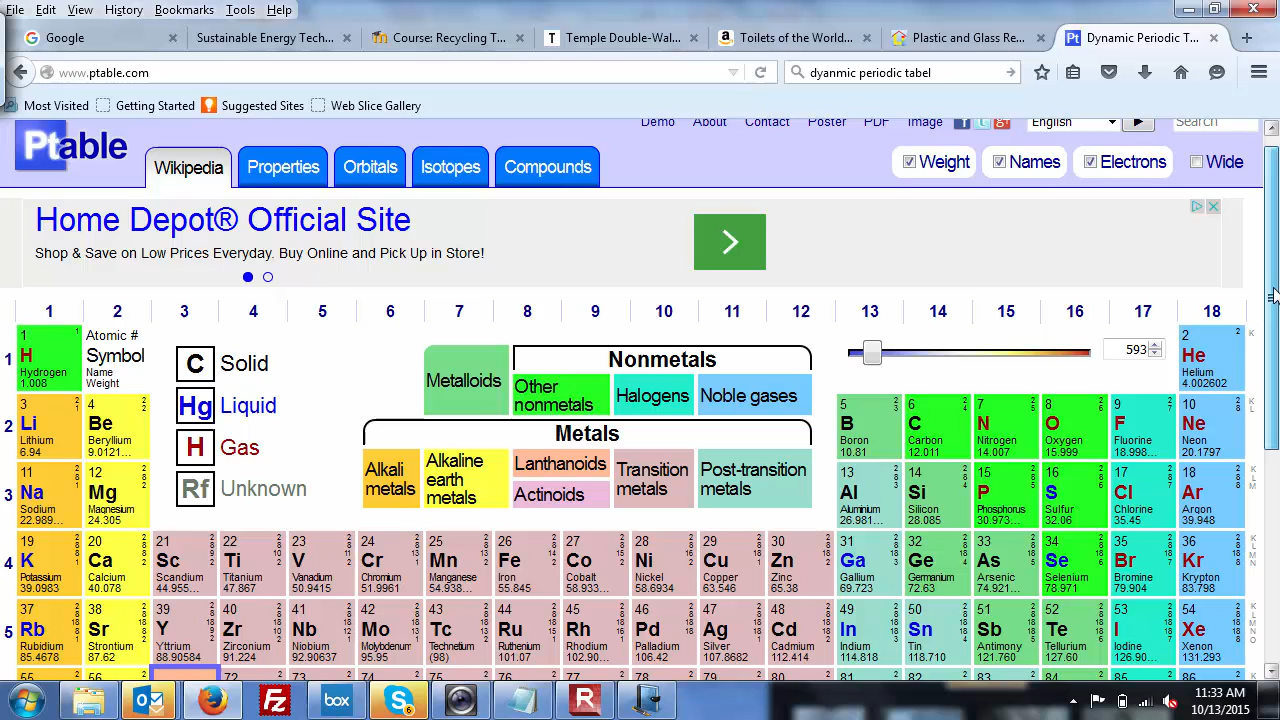 File Edit View History Bookmarks Tools Help
Google Sustainable Energy Tech... Course: Recycling T... Temple Double-Wal... Toilets of the World... Plastic and Glass Re... Dynamic Periodic T...
www.ptable.com dyanmic periodic tabel
Most Visited Getting Started Suggested Sites Web Slice Gallery
Demo About Contact Poster PDF Image English Search
Ptable Wikipedia Properties Orbitals Isotopes Compounds Weight Names Electrons Wide
Home Depot® Official Site
Shop & Save on Low Prices Everyday. Buy Online and Pick Up in Store!
1 2 3 4 5 6 7 8 9 10 11 12 13 14 15 16 17 18
1 H Hydrogen 1.008
Atomic # Symbol Name Weight
C Solid
Hg Liquid
H Gas
Rf Unknown
Metalloids
Nonmetals
Other nonmetals Halogens Noble gases
Metals
Alkali metals Alkaline earth metals Lanthanoids Actinoids Transition metals Post-transition metals
593
2 He Helium 4.002602
3 Li Lithium 6.94
4 Be Beryllium 9.0121...
5 B Boron 10.81
6 C Carbon 12.011
7 N Nitrogen 14.007
8 O Oxygen 15.999
9 F Fluorine 18.998...
10 Ne Neon 20.1797
11 Na Sodium 22.989...
12 Mg Magnesium 24.305
13 Al Aluminium 26.981...
14 Si Silicon 28.085
15 P Phosphorus 30.973...
16 S Sulfur 32.06
17 Cl Chlorine 35.45
18 Ar Argon 39.948
19 K Potassium 39.0983
20 Ca Calcium 40.078
21 Sc Scandium 44.955...
22 Ti Titanium 47.867
23 V Vanadium 50.9415
24 Cr Chromium 51.9961
25 Mn Manganese 54.938...
26 Fe Iron 55.845
27 Co Cobalt 58.933...
28 Ni Nickel 58.6934
29 Cu Copper 63.546
30 Zn Zinc 65.38
31 Ga Gallium 69.723
32 Ge Germanium 72.63
33 As Arsenic 74.921...
34 Se Selenium 78.971
35 Br Bromine 79.904
36 Kr Krypton 83.798
37 Rb Rubidium 85.4678
38 Sr Strontium 87.62
39 Y Yttrium 88.90584
40 Zr Zirconium 91.224
41 Nb Niobium 92.90637
42 Mo Molybdenum 95.95
43 Tc Technetium (98)
44 Ru Ruthenium 101.07
45 Rh Rhodium 102.90...
46 Pd Palladium 106.42
47 Ag Silver 107.8682
48 Cd Cadmium 112.414
49 In Indium 114.818
50 Sn Tin 118.710
51 Sb Antimony 121.760
52 Te Tellurium 127.60
53 I Iodine 126.90...
54 Xe Xenon 131.293
55 56 72 73 74 75 76 77 78 79 80 81 82 83 84 85 86
box
11:33 AM
10/13/2015